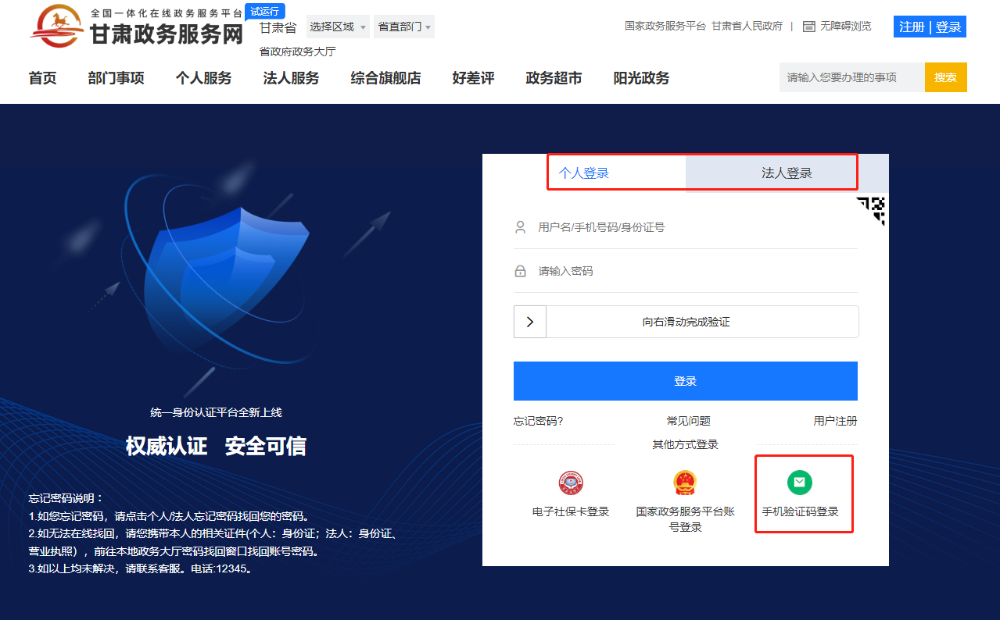 全国一体化在线政务服务平台
试运行
甘肃政务服务网
甘肃省
选择区域
省直部门
省政府政务大厅
国家政务服务平台 甘肃省人民政府 | 无障碍浏览
注册 | 登录
首页 部门事项 个人服务 法人服务 综合旗舰店 好差评 政务超市 阳光政务
请输入您要办理的事项
搜索
个人登录
法人登录
用户名/手机号码/身份证号
请输入密码
向右滑动完成验证
登录
忘记密码? 常见问题 用户注册
其他方式登录
电子社保卡登录
国家政务服务平台账
号登录
手机验证码登录
统一身份认证平台全新上线
权威认证 安全可信
忘记密码说明：
1.如您忘记密码，请点击个人/法人忘记密码找回您的密码。
2.如无法在线找回，请您携带本人的相关证件(个人：身份证；法人：身份证、
营业执照），前往本地政务大厅密码找回窗口找回账号密码。
3.如以上均未解决，请联系客服。电话:12345。